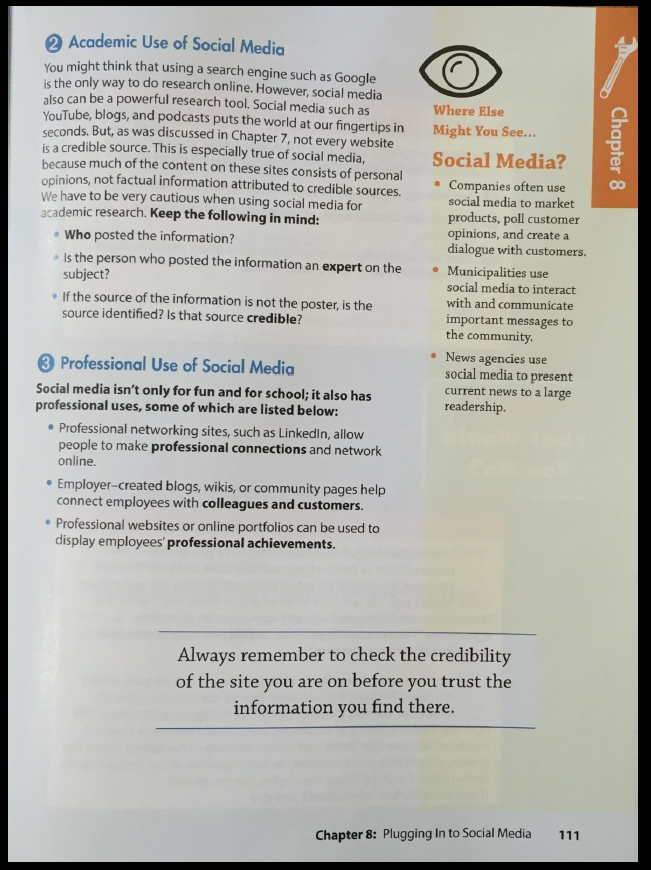 2 Academic Use of Social Media
You might think that using a search engine such as Google
is the only way to do research online. However, social media
also can be a powerful research tool. Social media such as
YouTube, blogs, and podcasts puts the world at our fingertips in
seconds. But, as was discussed in Chapter 7, not every website
is a credible source. This is especially true of social media,
because much of the content on these sites consists of personal
opinions, not factual information attributed to credible sources.
We have to be very cautious when using social media for
academic research. Keep the following in mind:
• Who posted the information?
• Is the person who posted the information an expert on the
subject?
• If the source of the information is not the poster, is the
source identified? Is that source credible?
3 Professional Use of Social Media
Social media isn't only for fun and for school; it also has
professional uses, some of which are listed below:
• Professional networking sites, such as LinkedIn, allow
people to make professional connections and network
online.
• Employer–created blogs, wikis, or community pages help
connect employees with colleagues and customers.
• Professional websites or online portfolios can be used to
display employees' professional achievements.
Where Else
Might You See...
Social Media?
• Companies often use
social media to market
products, poll customer
opinions, and create a
dialogue with customers.
• Municipalities use
social media to interact
with and communicate
important messages to
the community.
• News agencies use
social media to present
current news to a large
readership.
Chapter 8
Always remember to check the credibility
of the site you are on before you trust the
information you find there.
Chapter 8: Plugging In to Social Media 111